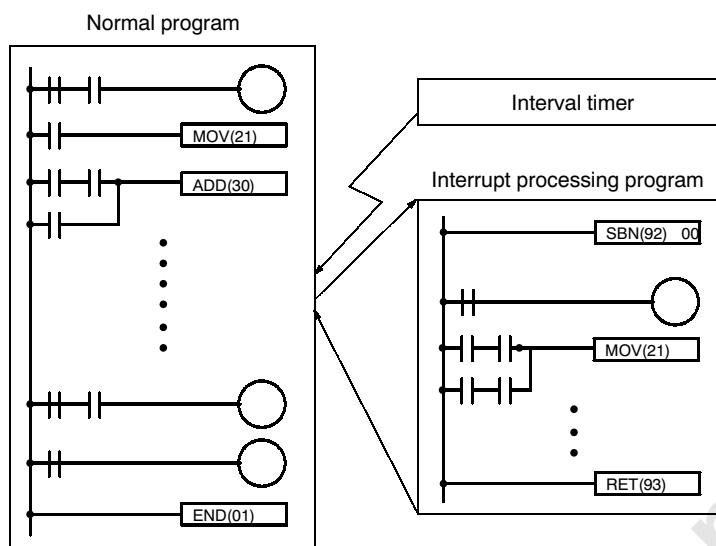 Normal program
MOV(21)
ADD(30)
END(01)
Interval timer
Interrupt processing program
SBN(92) 00
MOV(21)
RET(93)